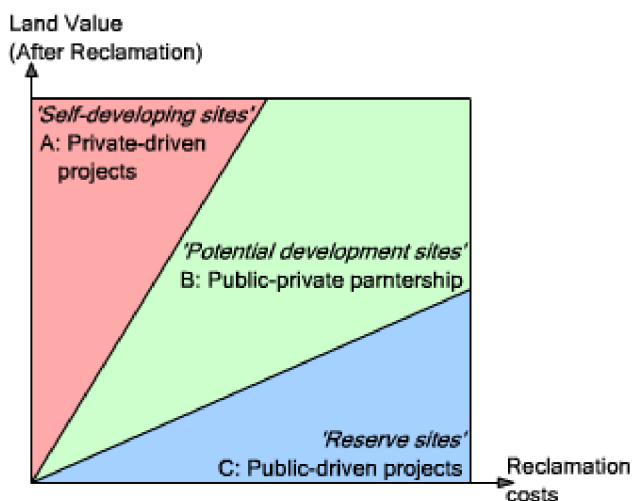 Land Value
(After Reclamation)
'Self-developing sites'
A: Private-driven
projects
'Potential development sites'
B: Public-private parntership
'Reserve sites'
C: Public-driven projects
Reclamation
costs